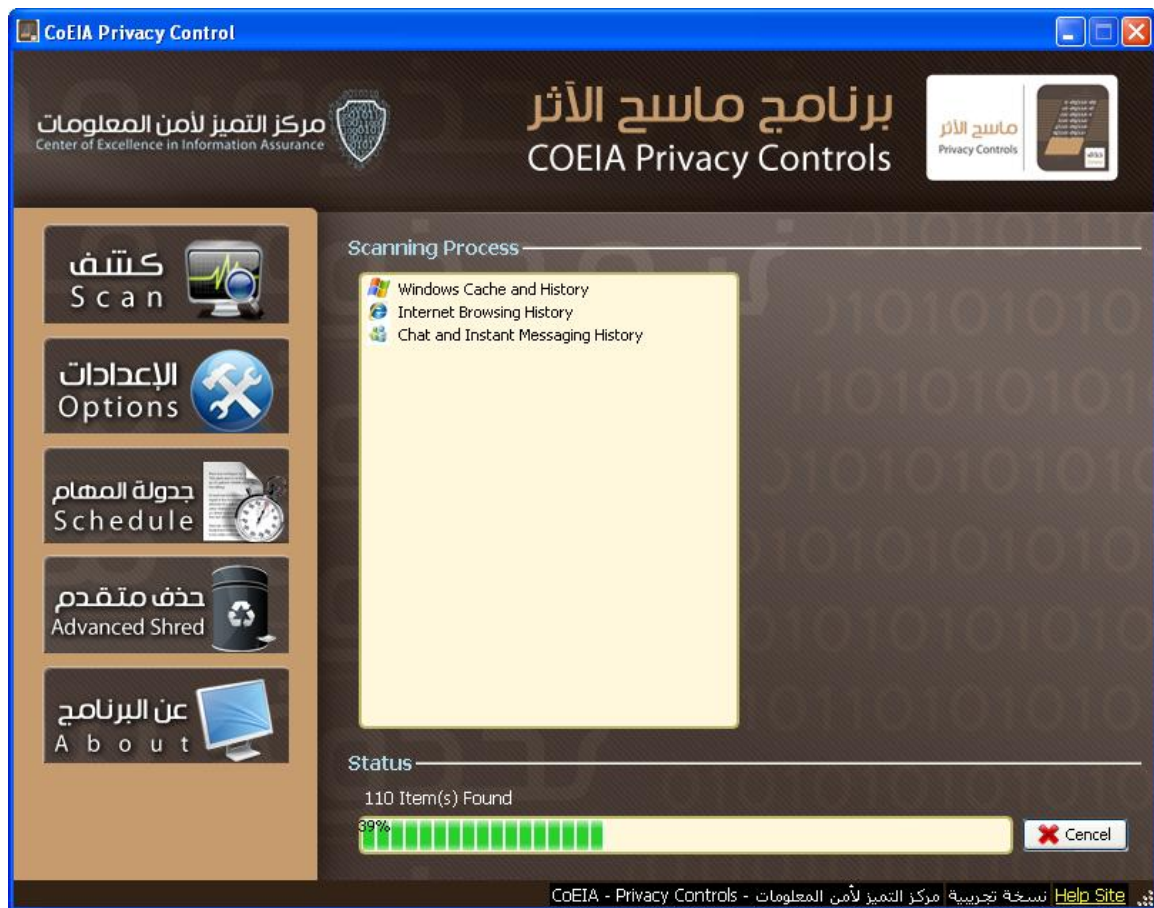 CoEIA Privacy Control
مركز التميز لأمن المعلومات
Center of Excellence in Information Assurance
برنامج ماسح الأثر
COEIA Privacy Controls
ماسح الأثر
Privacy Controls
كشف
Scan
الإعدادات
Options
جدولة المهام
Schedule
حذف متقدم
Advanced Shred
عن البرنامج
About
Scanning Process
Windows Cache and History
Internet Browsing History
Chat and Instant Messaging History
Status
110 Item(s) Found
39%
Cencel
CoEIA - Privacy Controls - مركز التميز لأمن المعلومات نسخة تجريبية Help Site